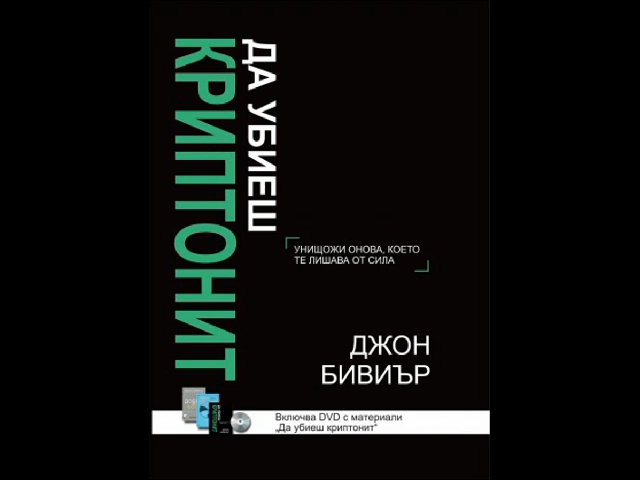 ДА УБИЕШ
КРИПТОНИТ
УНИЩОЖИ ОНОВА, КОЕТО
ТЕ ЛИШАВА ОТ СИЛА
ДЖОН
БИВИЪР
Включва DVD с материали
„Да убиеш криптонит“